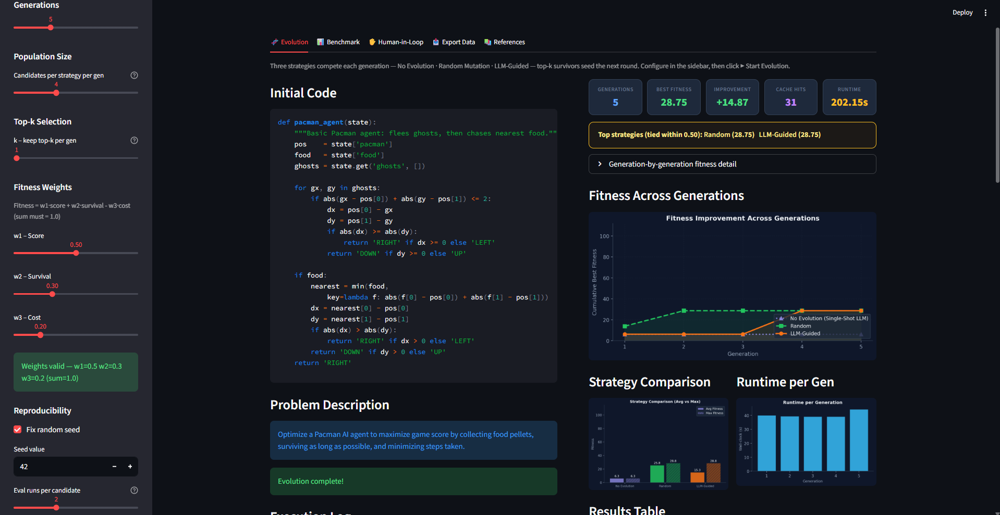 Generations
5
Population Size
Candidates per strategy per gen
4
Top-k Selection
k – keep top-k per gen
1
Fitness Weights
Fitness = w1·score + w2·survival - w3·cost
(sum must = 1.0)
w1 – Score
0.50
w2 – Survival
0.30
w3 – Cost
0.20
Weights valid — w1=0.5 w2=0.3
w3=0.2 (sum=1.0)
Reproducibility
Fix random seed
Seed value
42
Eval runs per candidate
2
Deploy
Evolution Benchmark Human-in-Loop Export Data References
Three strategies compete each generation — No Evolution · Random Mutation · LLM-Guided — top-k survivors seed the next round. Configure in the sidebar, then click ▶ Start Evolution.
Initial Code
def pacman_agent(state):
    """Basic Pacman agent: flees ghosts, then chases nearest food.""
    pos    = state['pacman']
    food   = state['food']
    ghosts = state.get('ghosts', [])
    for gx, gy in ghosts:
        if abs(gx - pos[0]) + abs(gy - pos[1]) <= 2:
            dx = pos[0] - gx
            dy = pos[1] - gy
            if abs(dx) >= abs(dy):
                return 'RIGHT' if dx >= 0 else 'LEFT'
            return 'DOWN' if dy >= 0 else 'UP'
    if food:
        nearest = min(food,
            key=lambda f: abs(f[0] - pos[0]) + abs(f[1] - pos[1]))
        dx = nearest[0] - pos[0]
        dy = nearest[1] - pos[1]
        if abs(dx) > abs(dy):
            return 'RIGHT' if dx > 0 else 'LEFT'
        return 'DOWN' if dy > 0 else 'UP'
    return 'RIGHT'
Problem Description
Optimize a Pacman AI agent to maximize game score by collecting food pellets,
surviving as long as possible, and minimizing steps taken.
Evolution complete!
Execution Log
GENERATIONS
5
BEST FITNESS
28.75
IMPROVEMENT
+14.87
CACHE HITS
31
RUNTIME
202.15s
Top strategies (tied within 0.50): Random (28.75) LLM-Guided (28.75)
Generation-by-generation fitness detail
Fitness Across Generations
Fitness Improvement Across Generations
Cumulative Best Fitness
100
80
60
40
20
0
No Evolution (Single-Shot LLM)
Random
LLM-Guided
1 2 3 4 5
Generation
Strategy Comparison
Strategy Comparison (Avg vs Max)
Avg Fitness
Max Fitness
Fitness
100
80
60
40
20
0
6.3 6.3 25.8 28.8 15.3 28.8
No Evolution Random LLM-Guided
Runtime per Gen
Runtime per Generation
Wall-clock (s)
40
30
20
10
0
1 2 3 4 5
Generation
Results Table